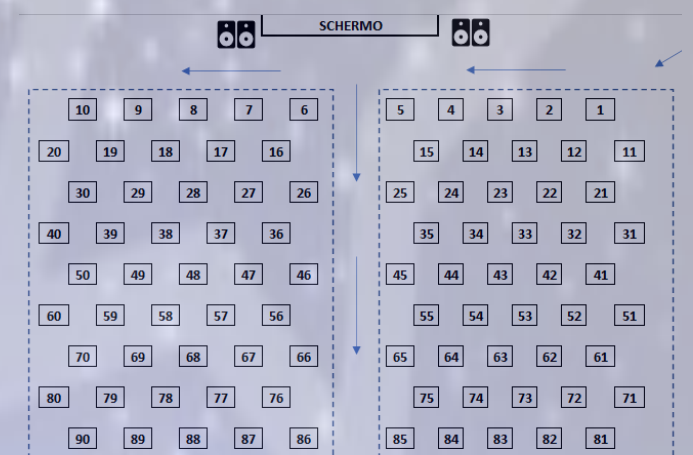 SCHERMO
10 9 8 7 6 5 4 3 2 1
20 19 18 17 16 15 14 13 12 11
30 29 28 27 26 25 24 23 22 21
40 39 38 37 36 35 34 33 32 31
50 49 48 47 46 45 44 43 42 41
60 59 58 57 56 55 54 53 52 51
70 69 68 67 66 65 64 63 62 61
80 79 78 77 76 75 74 73 72 71
90 89 88 87 86 85 84 83 82 81